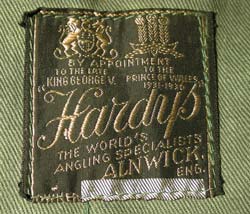 BY APPOINTMENT
TO THE LATE TO THE
"KING GEORGE V. PRINCE OF WALES
1931-1936
"Hardy's"
THE WORLD'S
ANGLING SPECIALISTS
ALNWICK.
ENG.